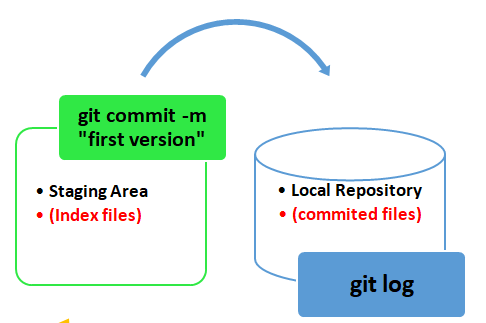 git commit -m
"first version"
• Staging Area
• (Index files)
• Local Repository
• (commited files)
git log